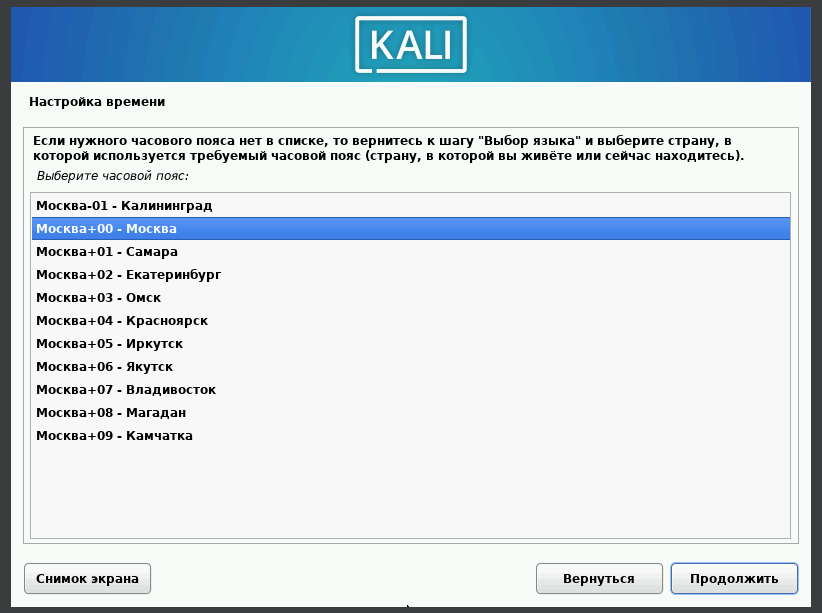 KALI
Настройка времени
Если нужного часового пояса нет в списке, то вернитесь к шагу "Выбор языка" и выберите страну, в
которой используется требуемый часовой пояс (страну, в которой вы живёте или сейчас находитесь).
Выберите часовой пояс:
Москва-01 - Калининград
Москва+00 - Москва
Москва+01 - Самара
Москва+02 - Екатеринбург
Москва+03 - Омск
Москва+04 - Красноярск
Москва+05 - Иркутск
Москва+06 - Якутск
Москва+07 - Владивосток
Москва+08 - Магадан
Москва+09 - Камчатка
Снимок экрана
Вернуться
Продолжить